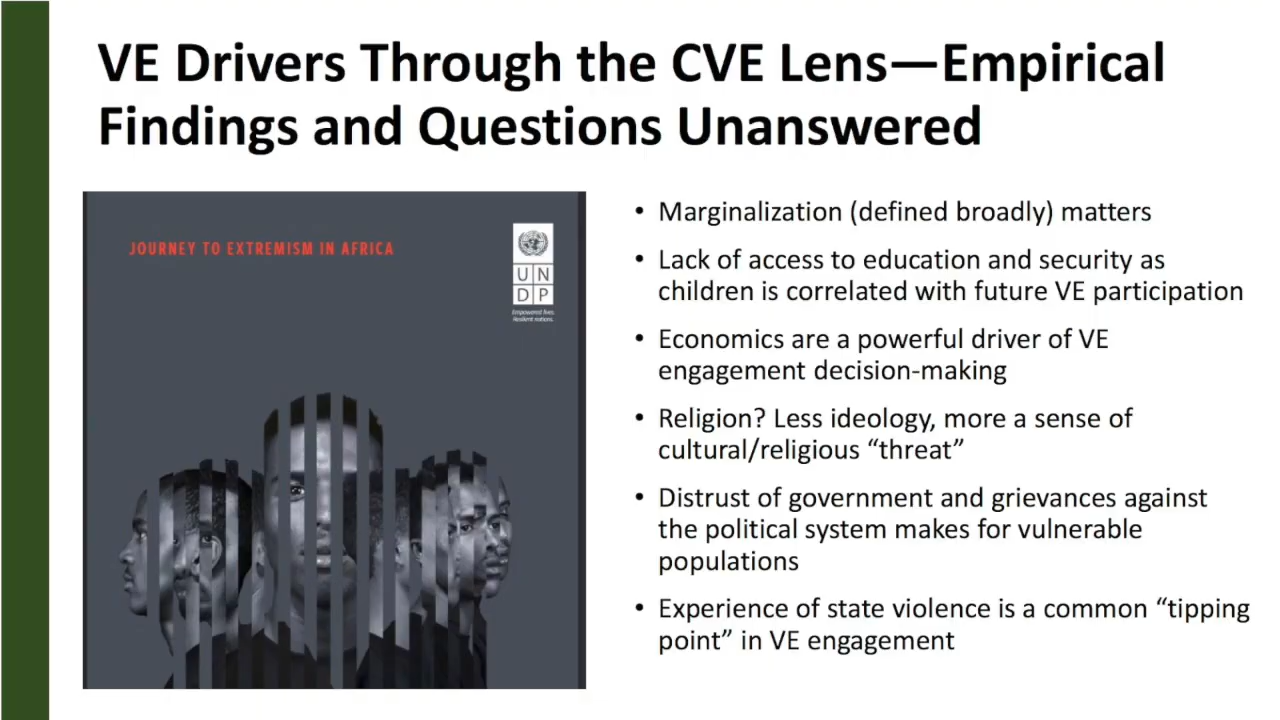 VE Drivers Through the CVE Lens—Empirical
Findings and Questions Unanswered
JOURNEY TO EXTREMISM IN AFRICA
U N
D P
Empowered lives.
Resilient nations.
• Marginalization (defined broadly) matters
• Lack of access to education and security as
children is correlated with future VE participation
• Economics are a powerful driver of VE
engagement decision-making
• Religion? Less ideology, more a sense of
cultural/religious “threat”
• Distrust of government and grievances against
the political system makes for vulnerable
populations
• Experience of state violence is a common “tipping
point” in VE engagement